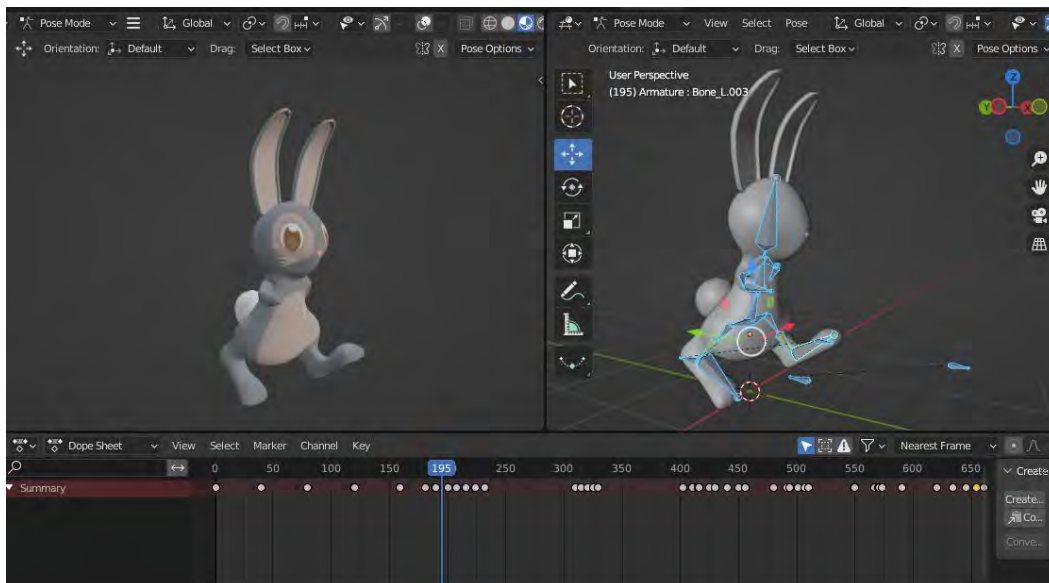 Pose Mode Global Pose Mode View Select Pose Global
Orientation: Default Drag: Select Box X Pose Options Orientation: Default Drag: Select Box X Pose Options
User Perspective
(195) Armature : Bone_L.003
Z
Y X
Dope Sheet View Select Marker Channel Key Nearest Frame
0 50 100 150 195 250 300 350 400 450 500 550 600 650
Summary
Create
Create...
Co...
Conve...